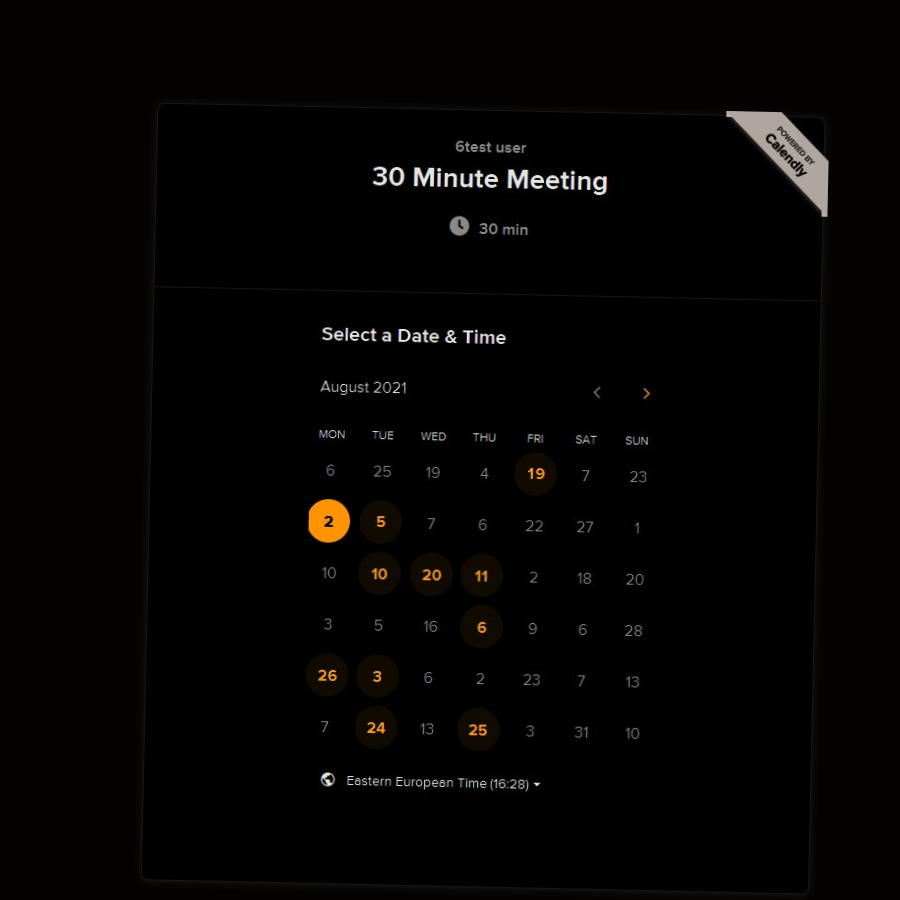 POWERED BY
Calendly
6test user
30 Minute Meeting
30 min
Select a Date & Time
August 2021
MON TUE WED THU FRI SAT SUN
6 25 19 4 19 7 23
2 5 7 6 22 27 1
10 10 20 11 2 18 20
3 5 16 6 9 6 28
26 3 6 2 23 7 13
7 24 13 25 3 31 10
Eastern European Time (16:28)